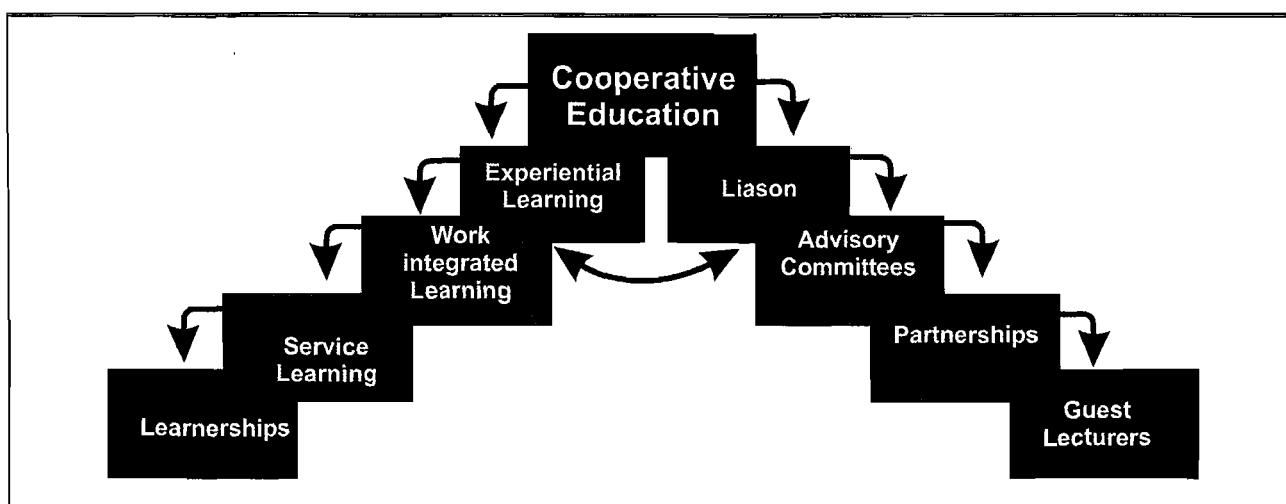 Cooperative
Education
Experiential
Learning
Liason
Work
integrated
Learning
Advisory
Committees
Service
Learning
Partnerships
Learnerships
Guest
Lecturers